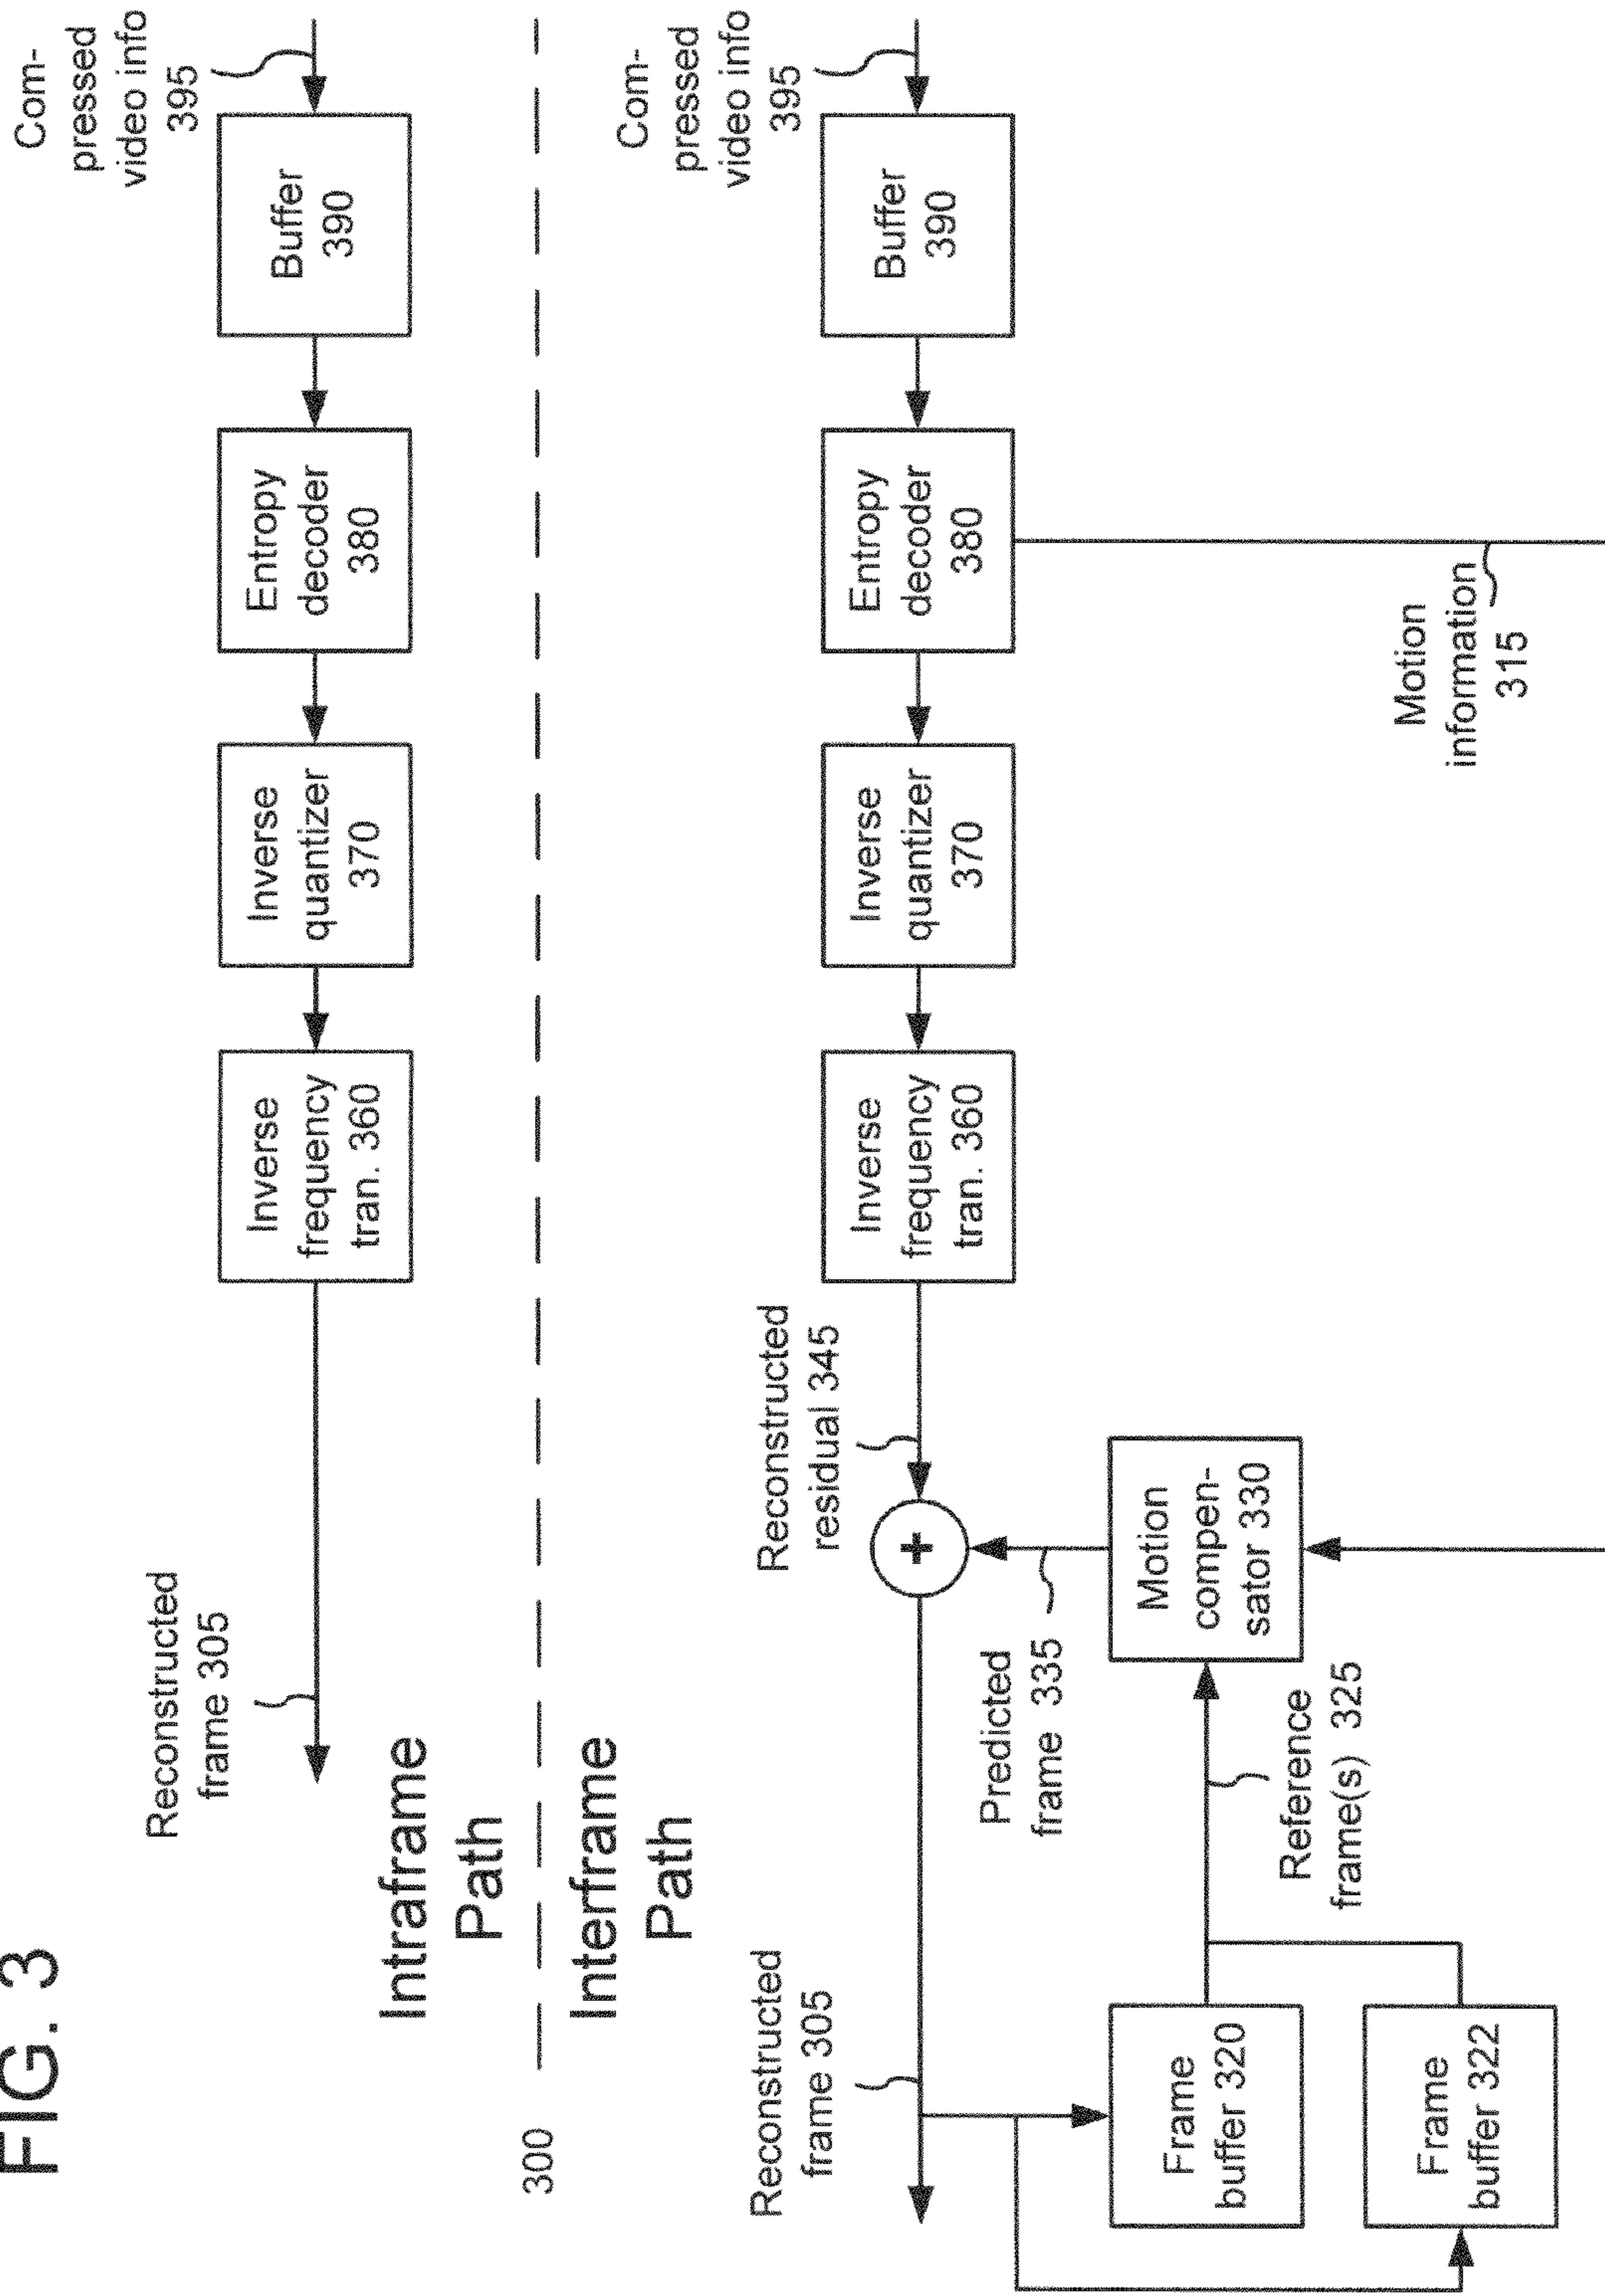 FIG. 3
Reconstructed
frame 305
Inverse
frequency
tran. 360
Inverse
quantizer
370
Entropy
decoder
380
Buffer
390
Com-
pressed
video info
395
Intraframe
Path
300
Interframe
Path
Reconstructed
frame 305
Reconstructed
residual 345
Inverse
frequency
tran. 360
Inverse
quantizer
370
Entropy
decoder
380
Buffer
390
Com-
pressed
video info
395
+
Predicted
frame 335
Motion
compen-
sator 330
Frame
buffer 320
Reference
frame(s) 325
Frame
buffer 322
Motion
information
315